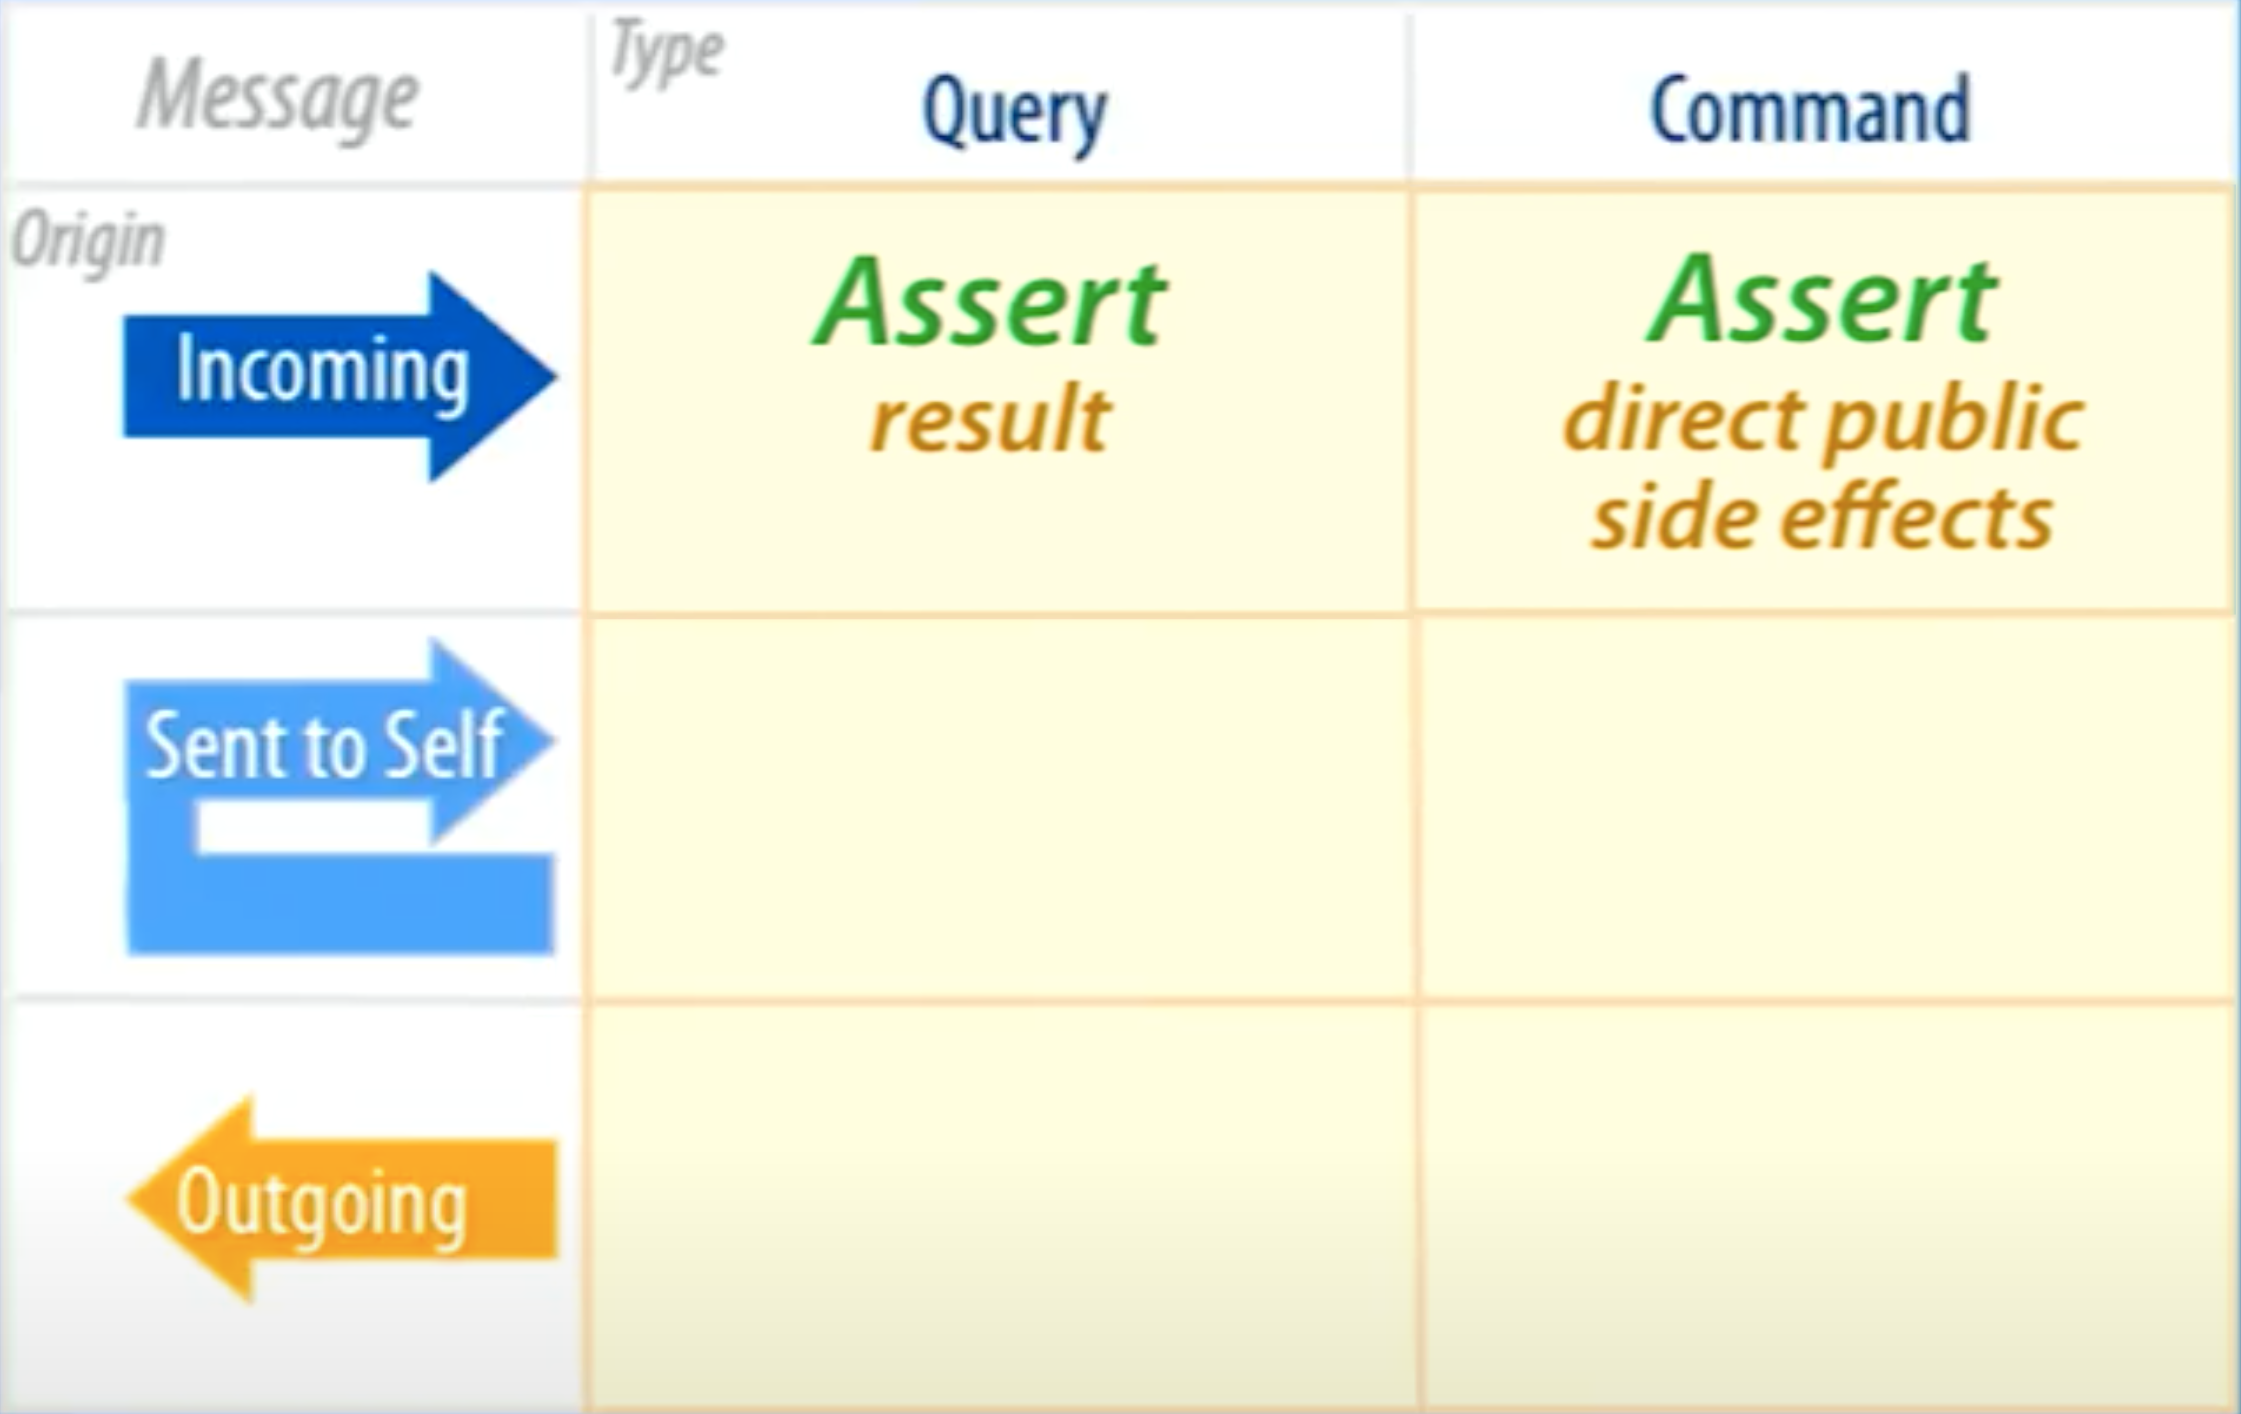 Message
Type
Query
Command
Origin
Incoming
Assert
result
Assert
direct public
side effects
Sent to Self
Outgoing